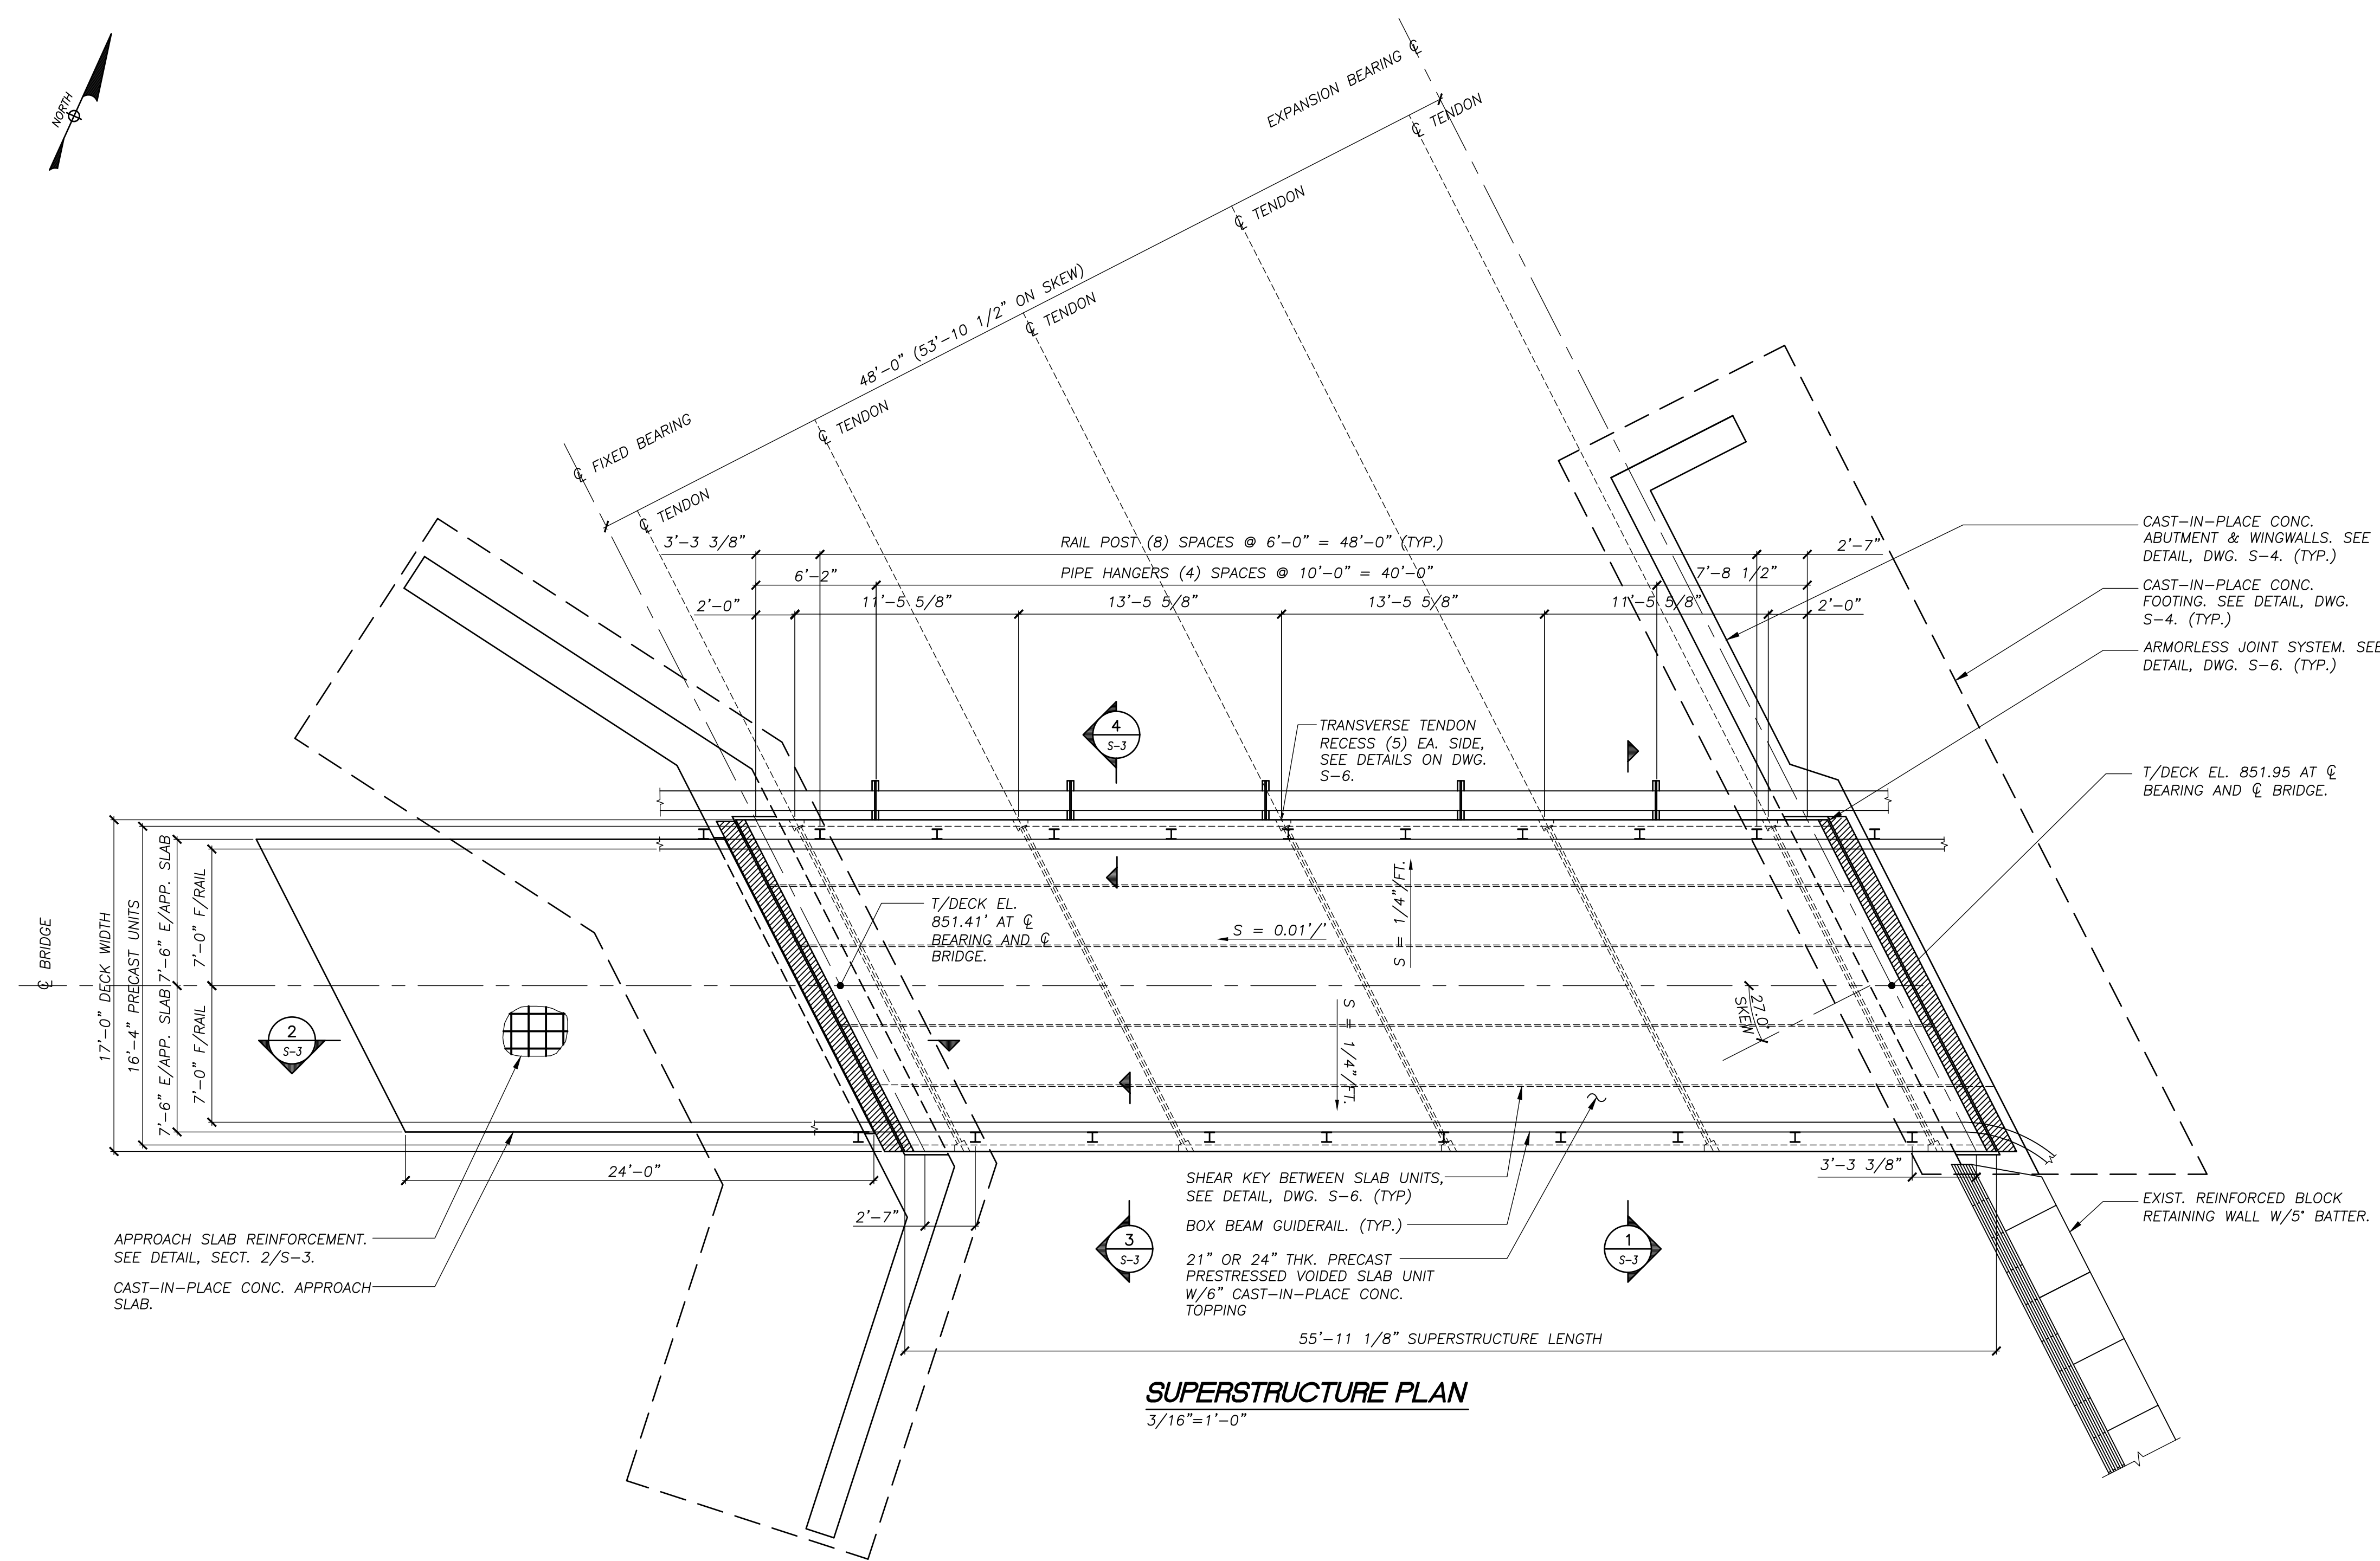 NORTH
EXPANSION BEARING ℄
℄ TENDON
℄ TENDON
℄ TENDON
℄ TENDON
℄ TENDON
48'-0" (53'-10 1/2" ON SKEW)
℄ FIXED BEARING
3'-3 3/8"
RAIL POST (8) SPACES @ 6'-0" = 48'-0" (TYP.)
2'-7"
6'-2"
PIPE HANGERS (4) SPACES @ 10'-0" = 40'-0"
7'-8 1/2"
2'-0"
11'-5 5/8"
13'-5 5/8"
13'-5 5/8"
11'-5 5/8"
2'-0"
CAST-IN-PLACE CONC.
ABUTMENT & WINGWALLS. SEE
DETAIL, DWG. S-4. (TYP.)
CAST-IN-PLACE CONC.
FOOTING. SEE DETAIL, DWG.
S-4. (TYP.)
ARMORLESS JOINT SYSTEM. SEE
DETAIL, DWG. S-6. (TYP.)
4
S-3
TRANSVERSE TENDON
RECESS (5) EA. SIDE,
SEE DETAILS ON DWG.
S-6.
T/DECK EL. 851.95 AT ℄
BEARING AND ℄ BRIDGE.
℄ BRIDGE
17'-0" DECK WIDTH
16'-4" PRECAST UNITS
7'-6" E/APP. SLAB
7'-6" E/APP. SLAB
7'-0" F/RAIL
7'-0" F/RAIL
T/DECK EL.
851.41' AT ℄
BEARING AND ℄
BRIDGE.
S = 0.01'/'
S = 1/4"/FT.
S = 1/4"/FT.
27.0°
SKEW
2
S-3
24'-0"
2'-7"
3'-3 3/8"
APPROACH SLAB REINFORCEMENT.
SEE DETAIL, SECT. 2/S-3.
CAST-IN-PLACE CONC. APPROACH
SLAB.
3
S-3
SHEAR KEY BETWEEN SLAB UNITS,
SEE DETAIL, DWG. S-6. (TYP)
BOX BEAM GUIDERAIL. (TYP.)
21" OR 24" THK. PRECAST
PRESTRESSED VOIDED SLAB UNIT
W/6" CAST-IN-PLACE CONC.
TOPPING
1
S-3
EXIST. REINFORCED BLOCK
RETAINING WALL W/5° BATTER.
55'-11 1/8" SUPERSTRUCTURE LENGTH
SUPERSTRUCTURE PLAN
3/16"=1'-0"